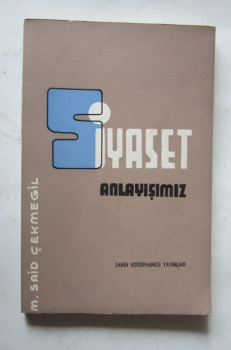 SİYASET
ANLAYIŞIMIZ
M. SAİD ÇEKMEGİL
SAHİH KÜTÜPHANESİ YAYINLARI